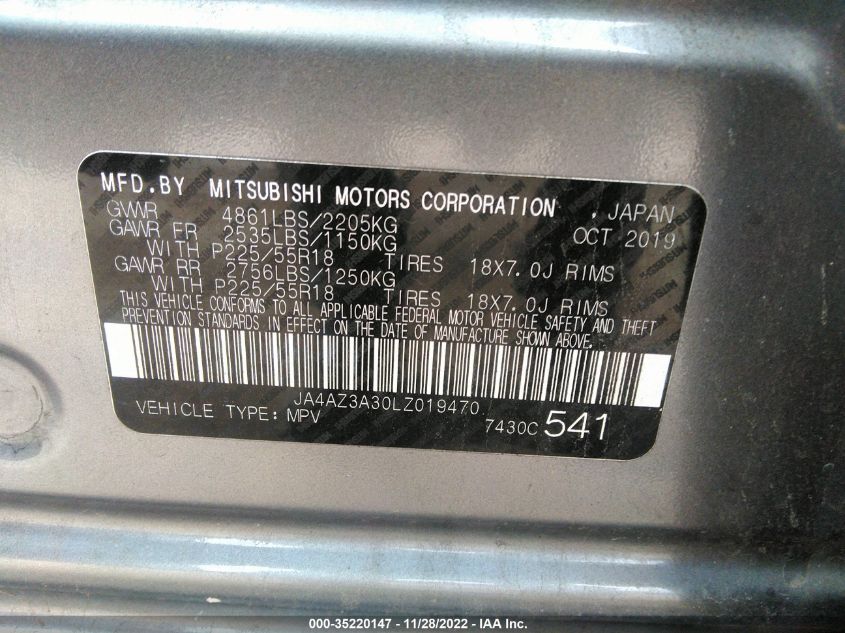 MFD.BY MITSUBISHI MOTORS CORPORATION , JAPAN
GVWR 4861LBS/2205KG OCT 2019
GAWR FR 2535LBS/1150KG
WITH P225/55R18 TIRES 18X7.0J RIMS
GAWR RR 2756LBS/1250KG
WITH P225/55R18 TIRES 18X7.0J RIMS
THIS VEHICLE CONFORMS TO ALL APPLICABLE FEDERAL MOTOR VEHICLE SAFETY AND THEFT
PREVENTION STANDARDS IN EFFECT ON THE DATE OF MANUFACTURE SHOWN ABOVE.
JA4AZ3A30LZ019470
VEHICLE TYPE:MPV 7430C 541
000-35220147 - 11/28/2022 - IAA Inc.